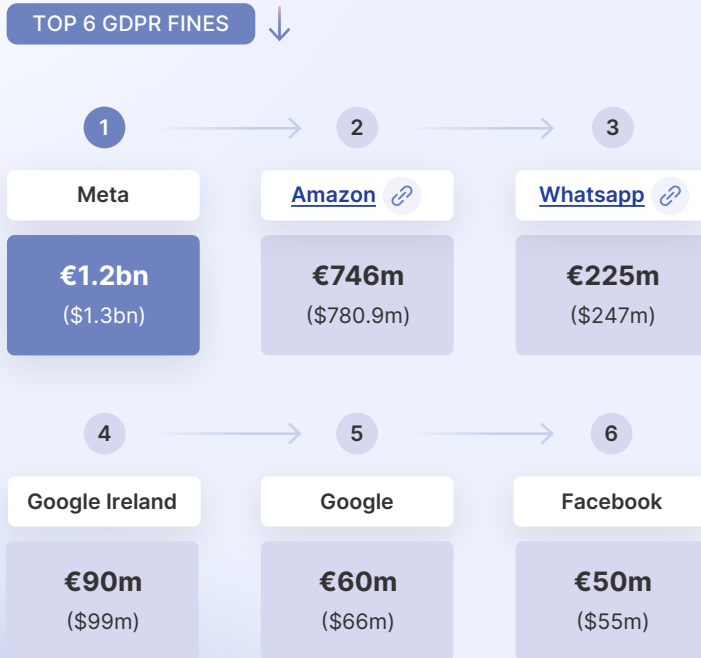 TOP 6 GDPR FINES
1
2
3
Meta
Amazon
Whatsapp
€1.2bn
€746m
€225m
($1.3bn)
($780.9m)
($247m)
4
5
6
Google Ireland
Google
Facebook
€90m
€60m
€50m
($99m)
($66m)
($55m)